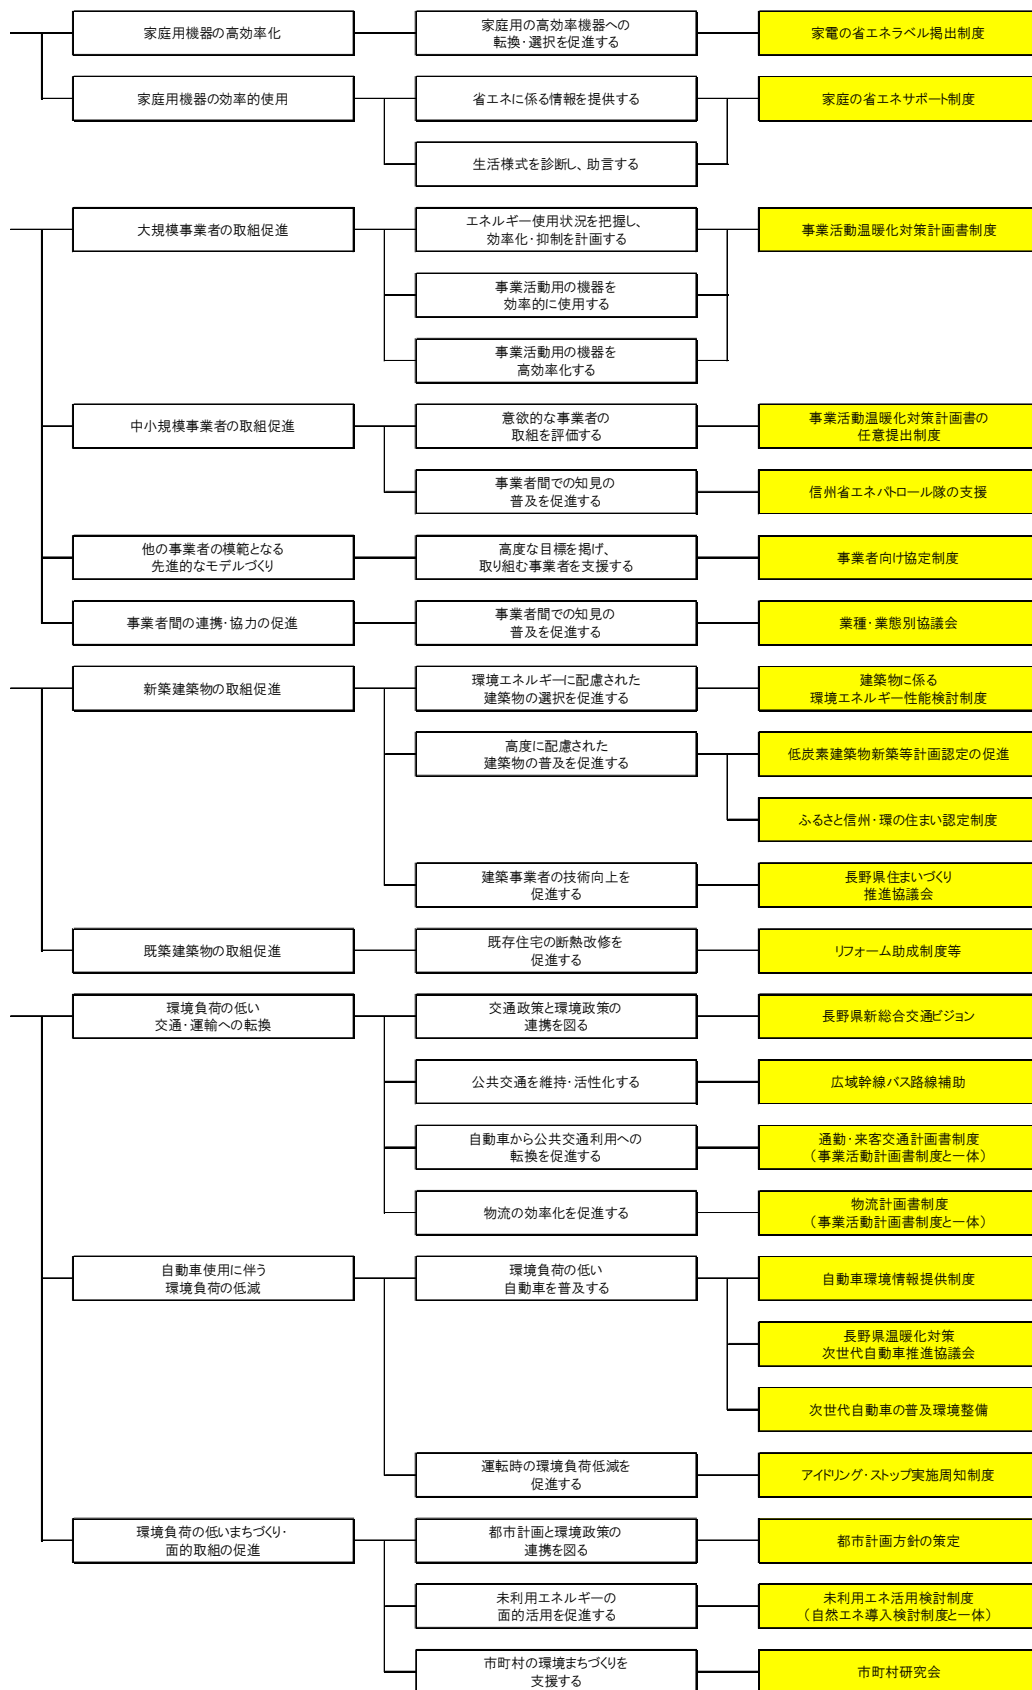 家庭用機器の高効率化
家庭用の高効率機器への
転換・選択を促進する
家電の省エネラベル掲出制度
家庭用機器の効率的使用
省エネに係る情報を提供する
家庭の省エネサポート制度
生活様式を診断し、助言する
大規模事業者の取組促進
エネルギー使用状況を把握し、
効率化・抑制を計画する
事業活動温暖化対策計画書制度
事業活動用の機器を
効率的に使用する
事業活動用の機器を
高効率化する
中小規模事業者の取組促進
意欲的な事業者の
取組を評価する
事業活動温暖化対策計画書の
任意提出制度
事業者間での知見の
普及を促進する
信州省エネパトロール隊の支援
他の事業者の模範となる
先進的なモデルづくり
高度な目標を掲げ、
取り組む事業者を支援する
事業者向け協定制度
事業者間の連携・協力の促進
事業者間での知見の
普及を促進する
業種・業態別協議会
新築建築物の取組促進
環境エネルギーに配慮された
建築物の選択を促進する
建築物に係る
環境エネルギー性能検討制度
高度に配慮された
建築物の普及を促進する
低炭素建築物新築等計画認定の促進
ふるさと信州・環の住まい認定制度
建築事業者の技術向上を
促進する
長野県住まいづくり
推進協議会
既築建築物の取組促進
既存住宅の断熱改修を
促進する
リフォーム助成制度等
環境負荷の低い
交通・運輸への転換
交通政策と環境政策の
連携を図る
長野県新総合交通ビジョン
公共交通を維持・活性化する
広域幹線バス路線補助
自動車から公共交通利用への
転換を促進する
通勤・来客交通計画書制度
(事業活動計画書制度と一体)
物流の効率化を促進する
物流計画書制度
(事業活動計画書制度と一体)
自動車使用に伴う
環境負荷の低減
環境負荷の低い
自動車を普及する
自動車環境情報提供制度
長野県温暖化対策
次世代自動車推進協議会
次世代自動車の普及環境整備
運転時の環境負荷低減を
促進する
アイドリング・ストップ実施周知制度
環境負荷の低いまちづくり・
面的取組の促進
都市計画と環境政策の
連携を図る
都市計画方針の策定
未利用エネルギーの
面的活用を促進する
未利用エネ活用検討制度
(自然エネ導入検討制度と一体)
市町村の環境まちづくりを
支援する
市町村研究会